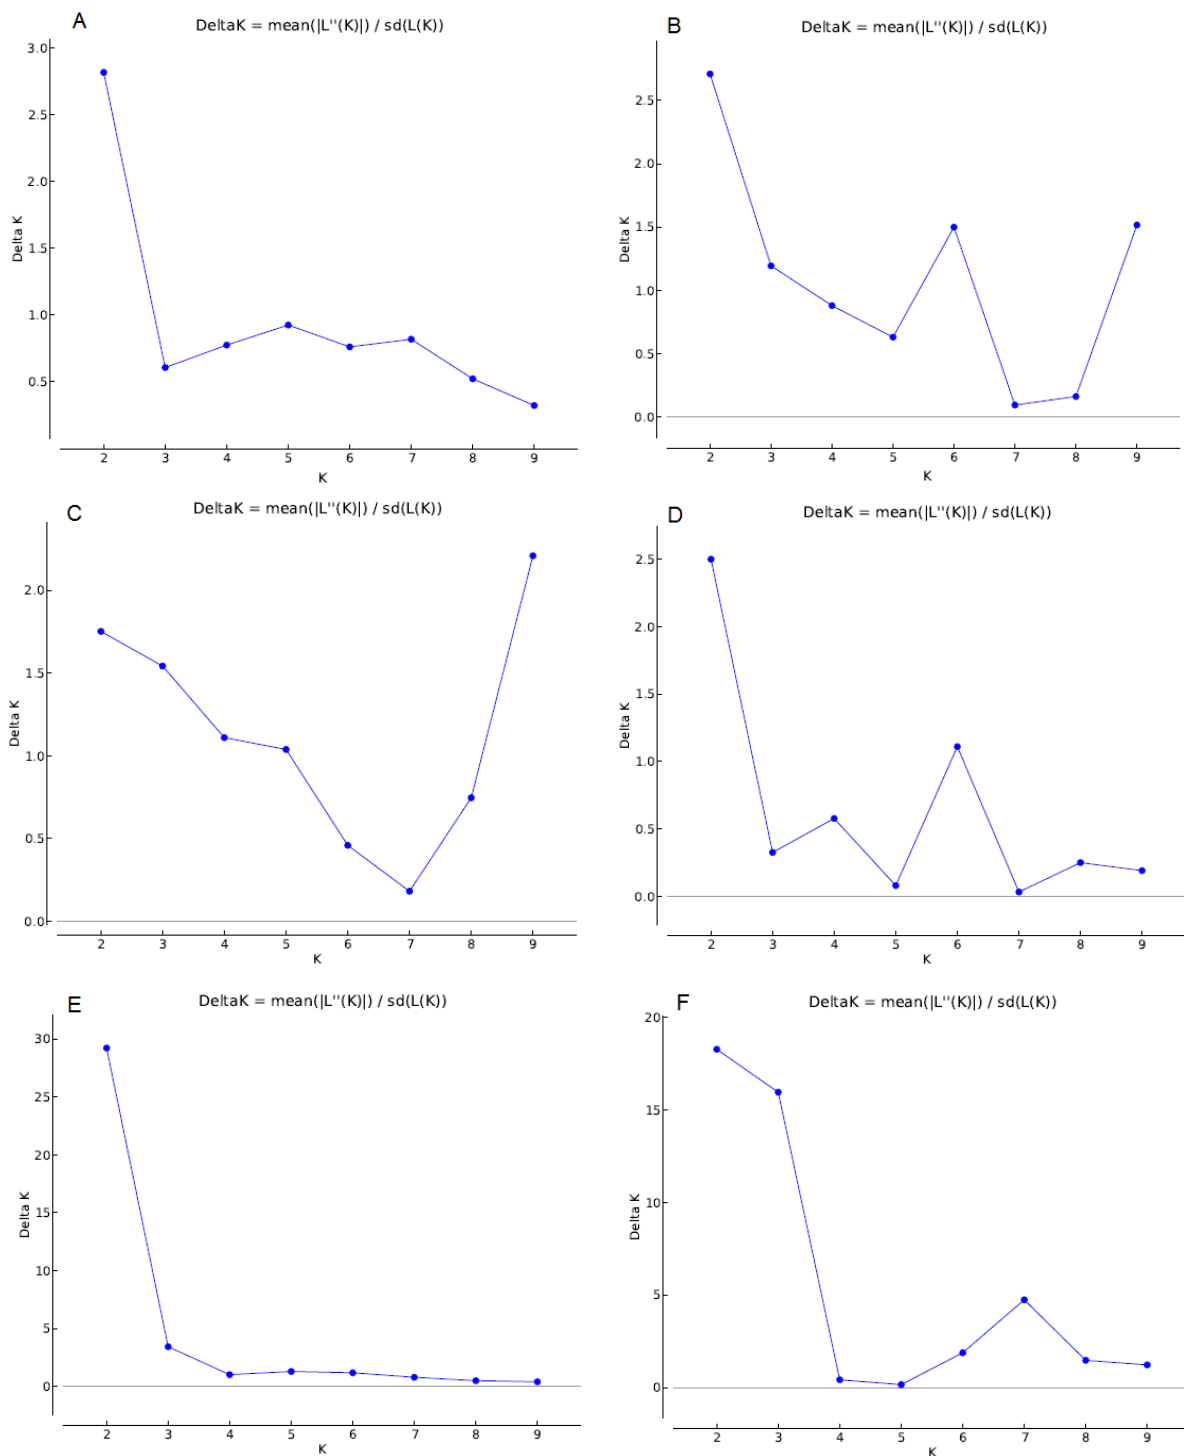 A
DeltaK = mean(|L''(K)|) / sd(L(K))
3.0
2.5
2.0
1.5
1.0
0.5
Delta K
2 3 4 5 6 7 8 9
K
B
DeltaK = mean(|L''(K)|) / sd(L(K))
2.5
2.0
1.5
1.0
0.5
0.0
Delta K
2 3 4 5 6 7 8 9
K
C
DeltaK = mean(|L''(K)|) / sd(L(K))
2.0
1.5
1.0
0.5
0.0
Delta K
2 3 4 5 6 7 8 9
K
D
DeltaK = mean(|L''(K)|) / sd(L(K))
2.5
2.0
1.5
1.0
0.5
0.0
Delta K
2 3 4 5 6 7 8 9
K
E
DeltaK = mean(|L''(K)|) / sd(L(K))
30
25
20
15
10
5
0
Delta K
2 3 4 5 6 7 8 9
K
F
DeltaK = mean(|L''(K)|) / sd(L(K))
20
15
10
5
0
Delta K
2 3 4 5 6 7 8 9
K